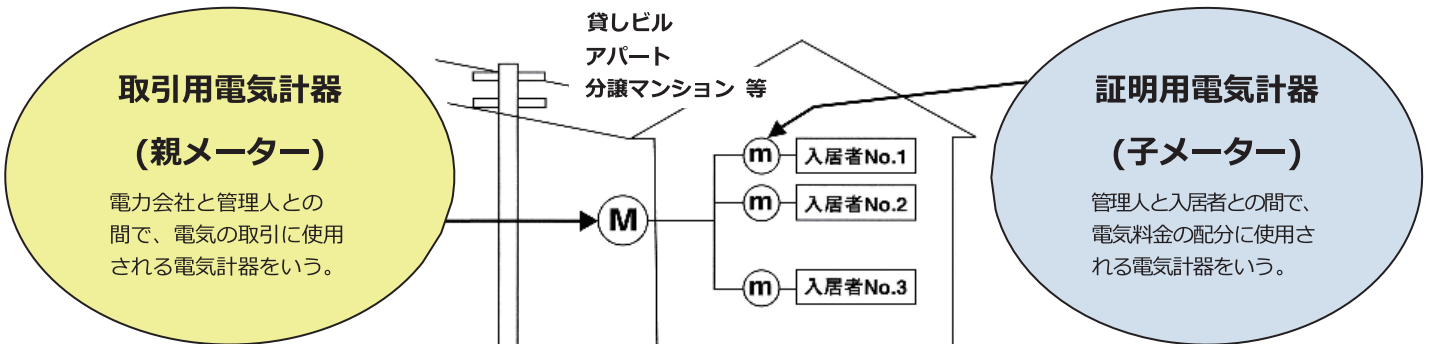 取引用電気計器
(親メーター)
電力会社と管理人との
間で、電気の取引に使用
される電気計器をいう。
貸しビル
アパート
分譲マンション 等
M
m
入居者No.1
m
入居者No.2
m
入居者No.3
証明用電気計器
(子メーター)
管理人と入居者との間で、
電気料金の配分に使用さ
れる電気計器をいう。